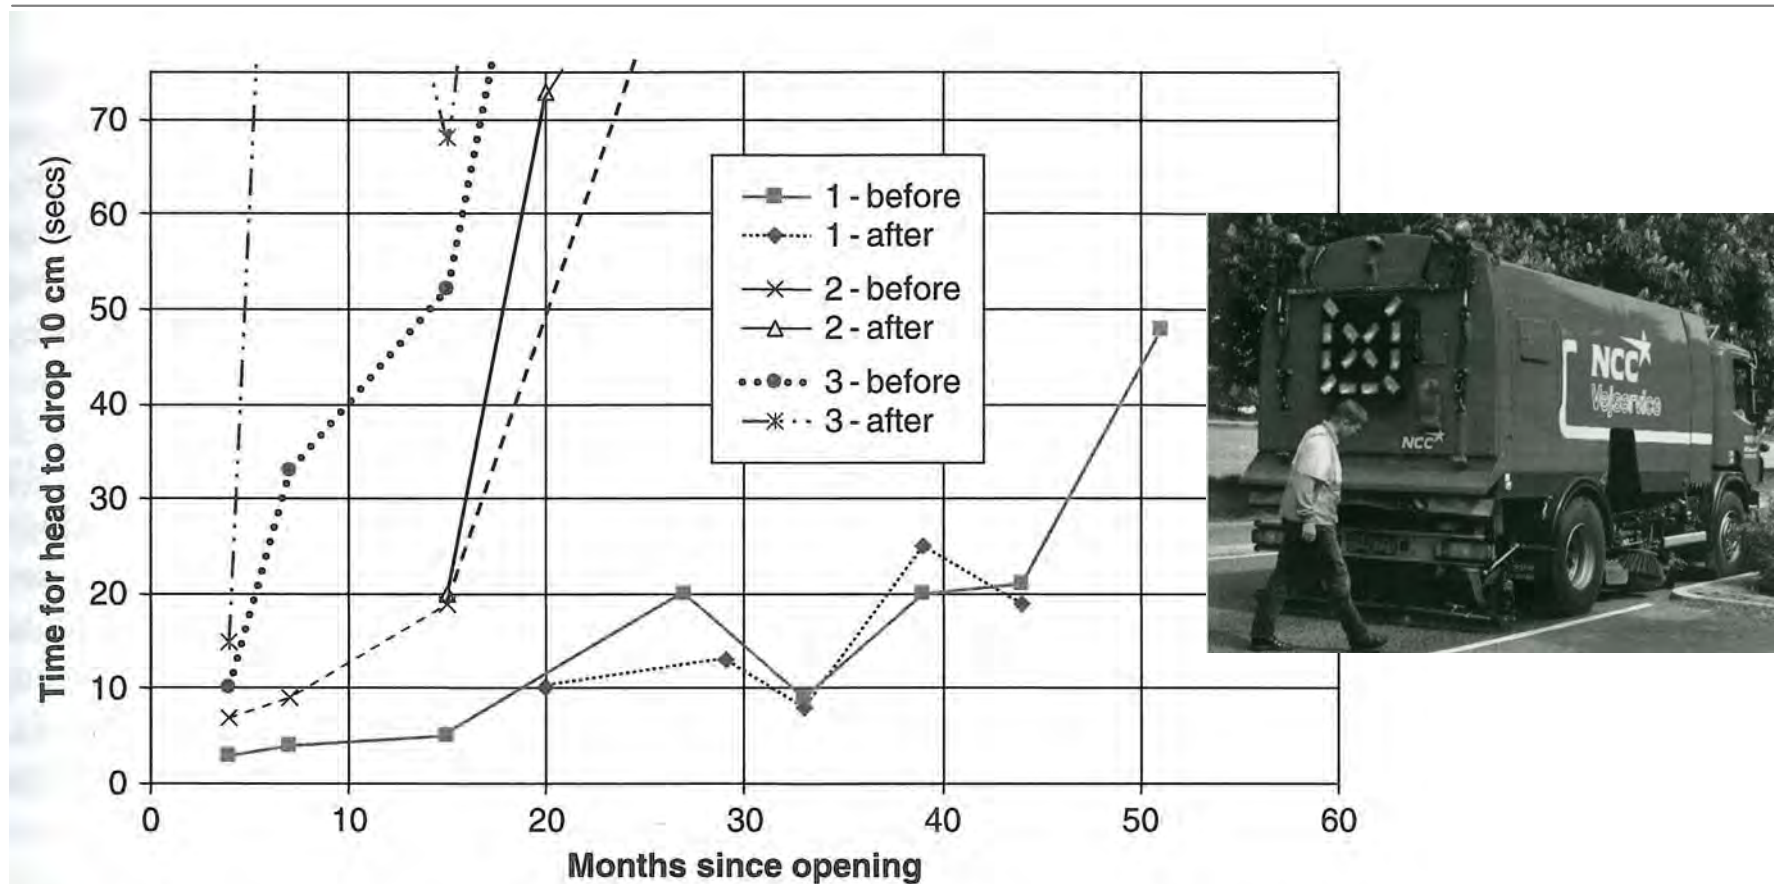 Time for head to drop 10 cm (secs)
70
60
50
40
30
20
10
0
0 10 20 30 40 50 60
Months since opening
1 - before
1 - after
2 - before
2 - after
3 - before
3 - after
NCC
Vejservice
NCC